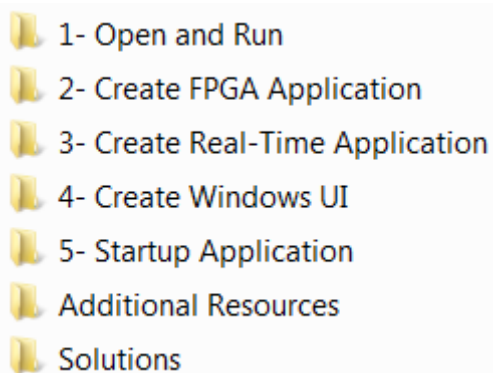 1- Open and Run
2- Create FPGA Application
3- Create Real-Time Application
4- Create Windows UI
5- Startup Application
Additional Resources
Solutions